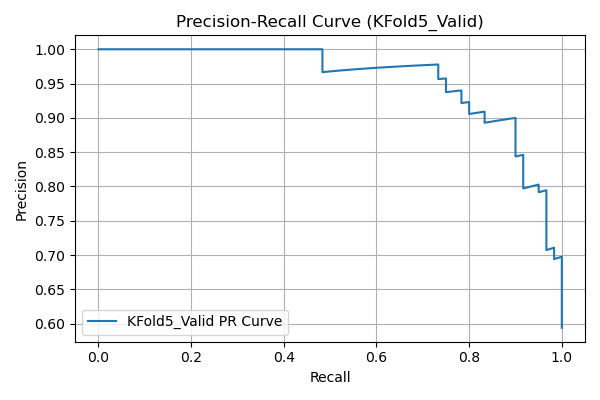 Precision-Recall Curve (KFold5_Valid)
1.00
0.95
0.90
0.85
0.80
0.75
0.70
0.65
0.60
Precision
KFold5_Valid PR Curve
0.0 0.2 0.4 0.6 0.8 1.0
Recall